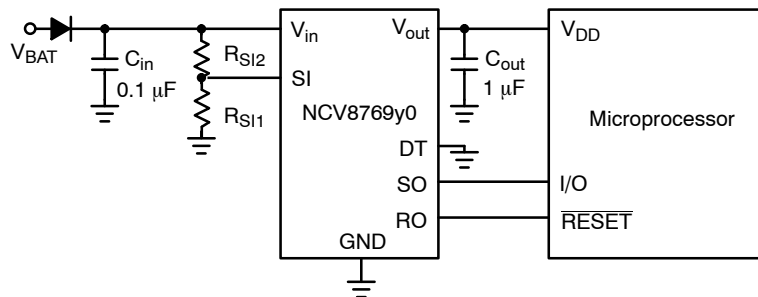 V_BAT
C_in
0.1 μF
R_SI2
R_SI1
V_in
SI
V_out
NCV8769y0
DT
SO
RO
GND
C_out
1 μF
V_DD
Microprocessor
I/O
RESET